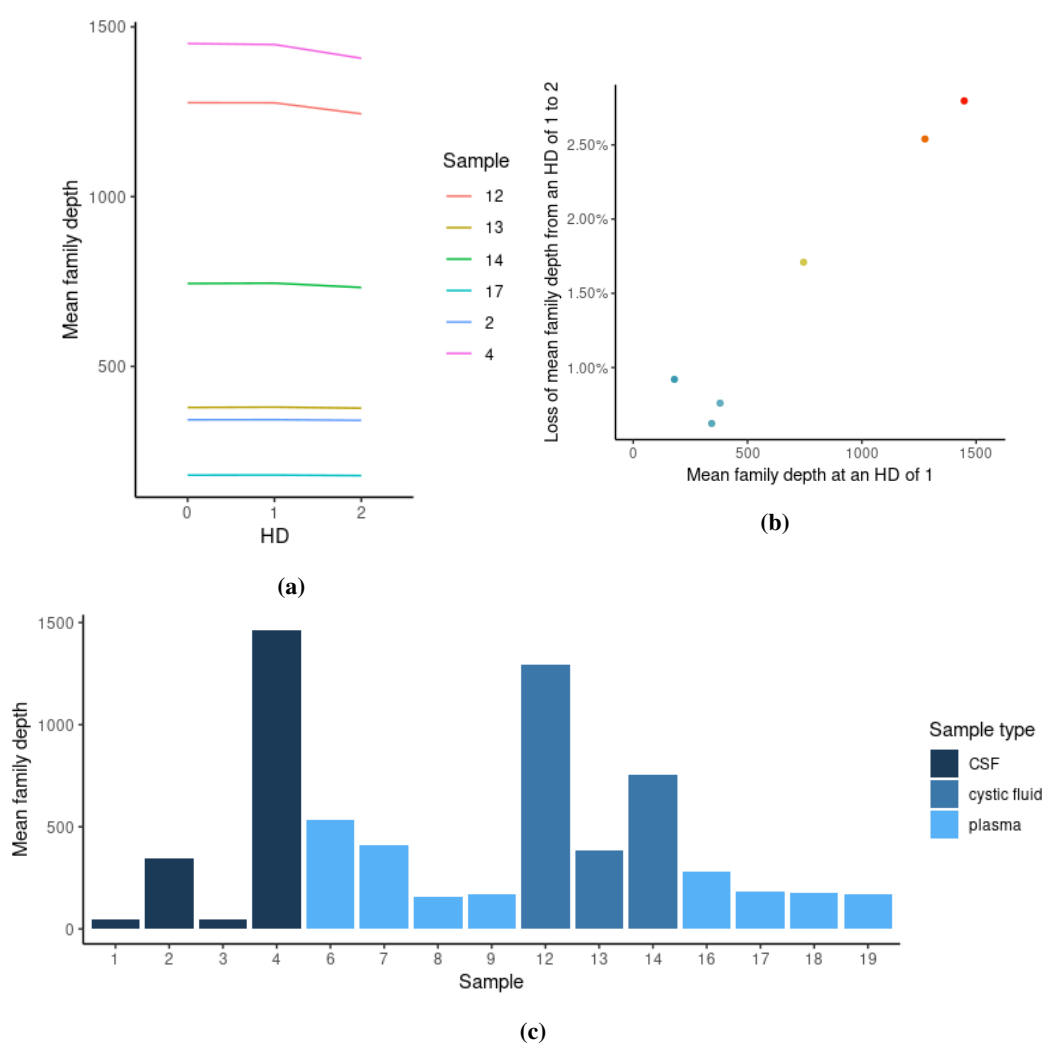 1500
1000
500
Mean family depth
0 1 2
HD
Sample
12
13
14
17
2
4
(a)
Loss of mean family depth from an HD of 1 to 2
2.50%
2.00%
1.50%
1.00%
0 500 1000 1500
Mean family depth at an HD of 1
(b)
1500
1000
500
0
Mean family depth
1 2 3 4 6 7 8 9 12 13 14 16 17 18 19
Sample
Sample type
CSF
cystic fluid
plasma
(c)